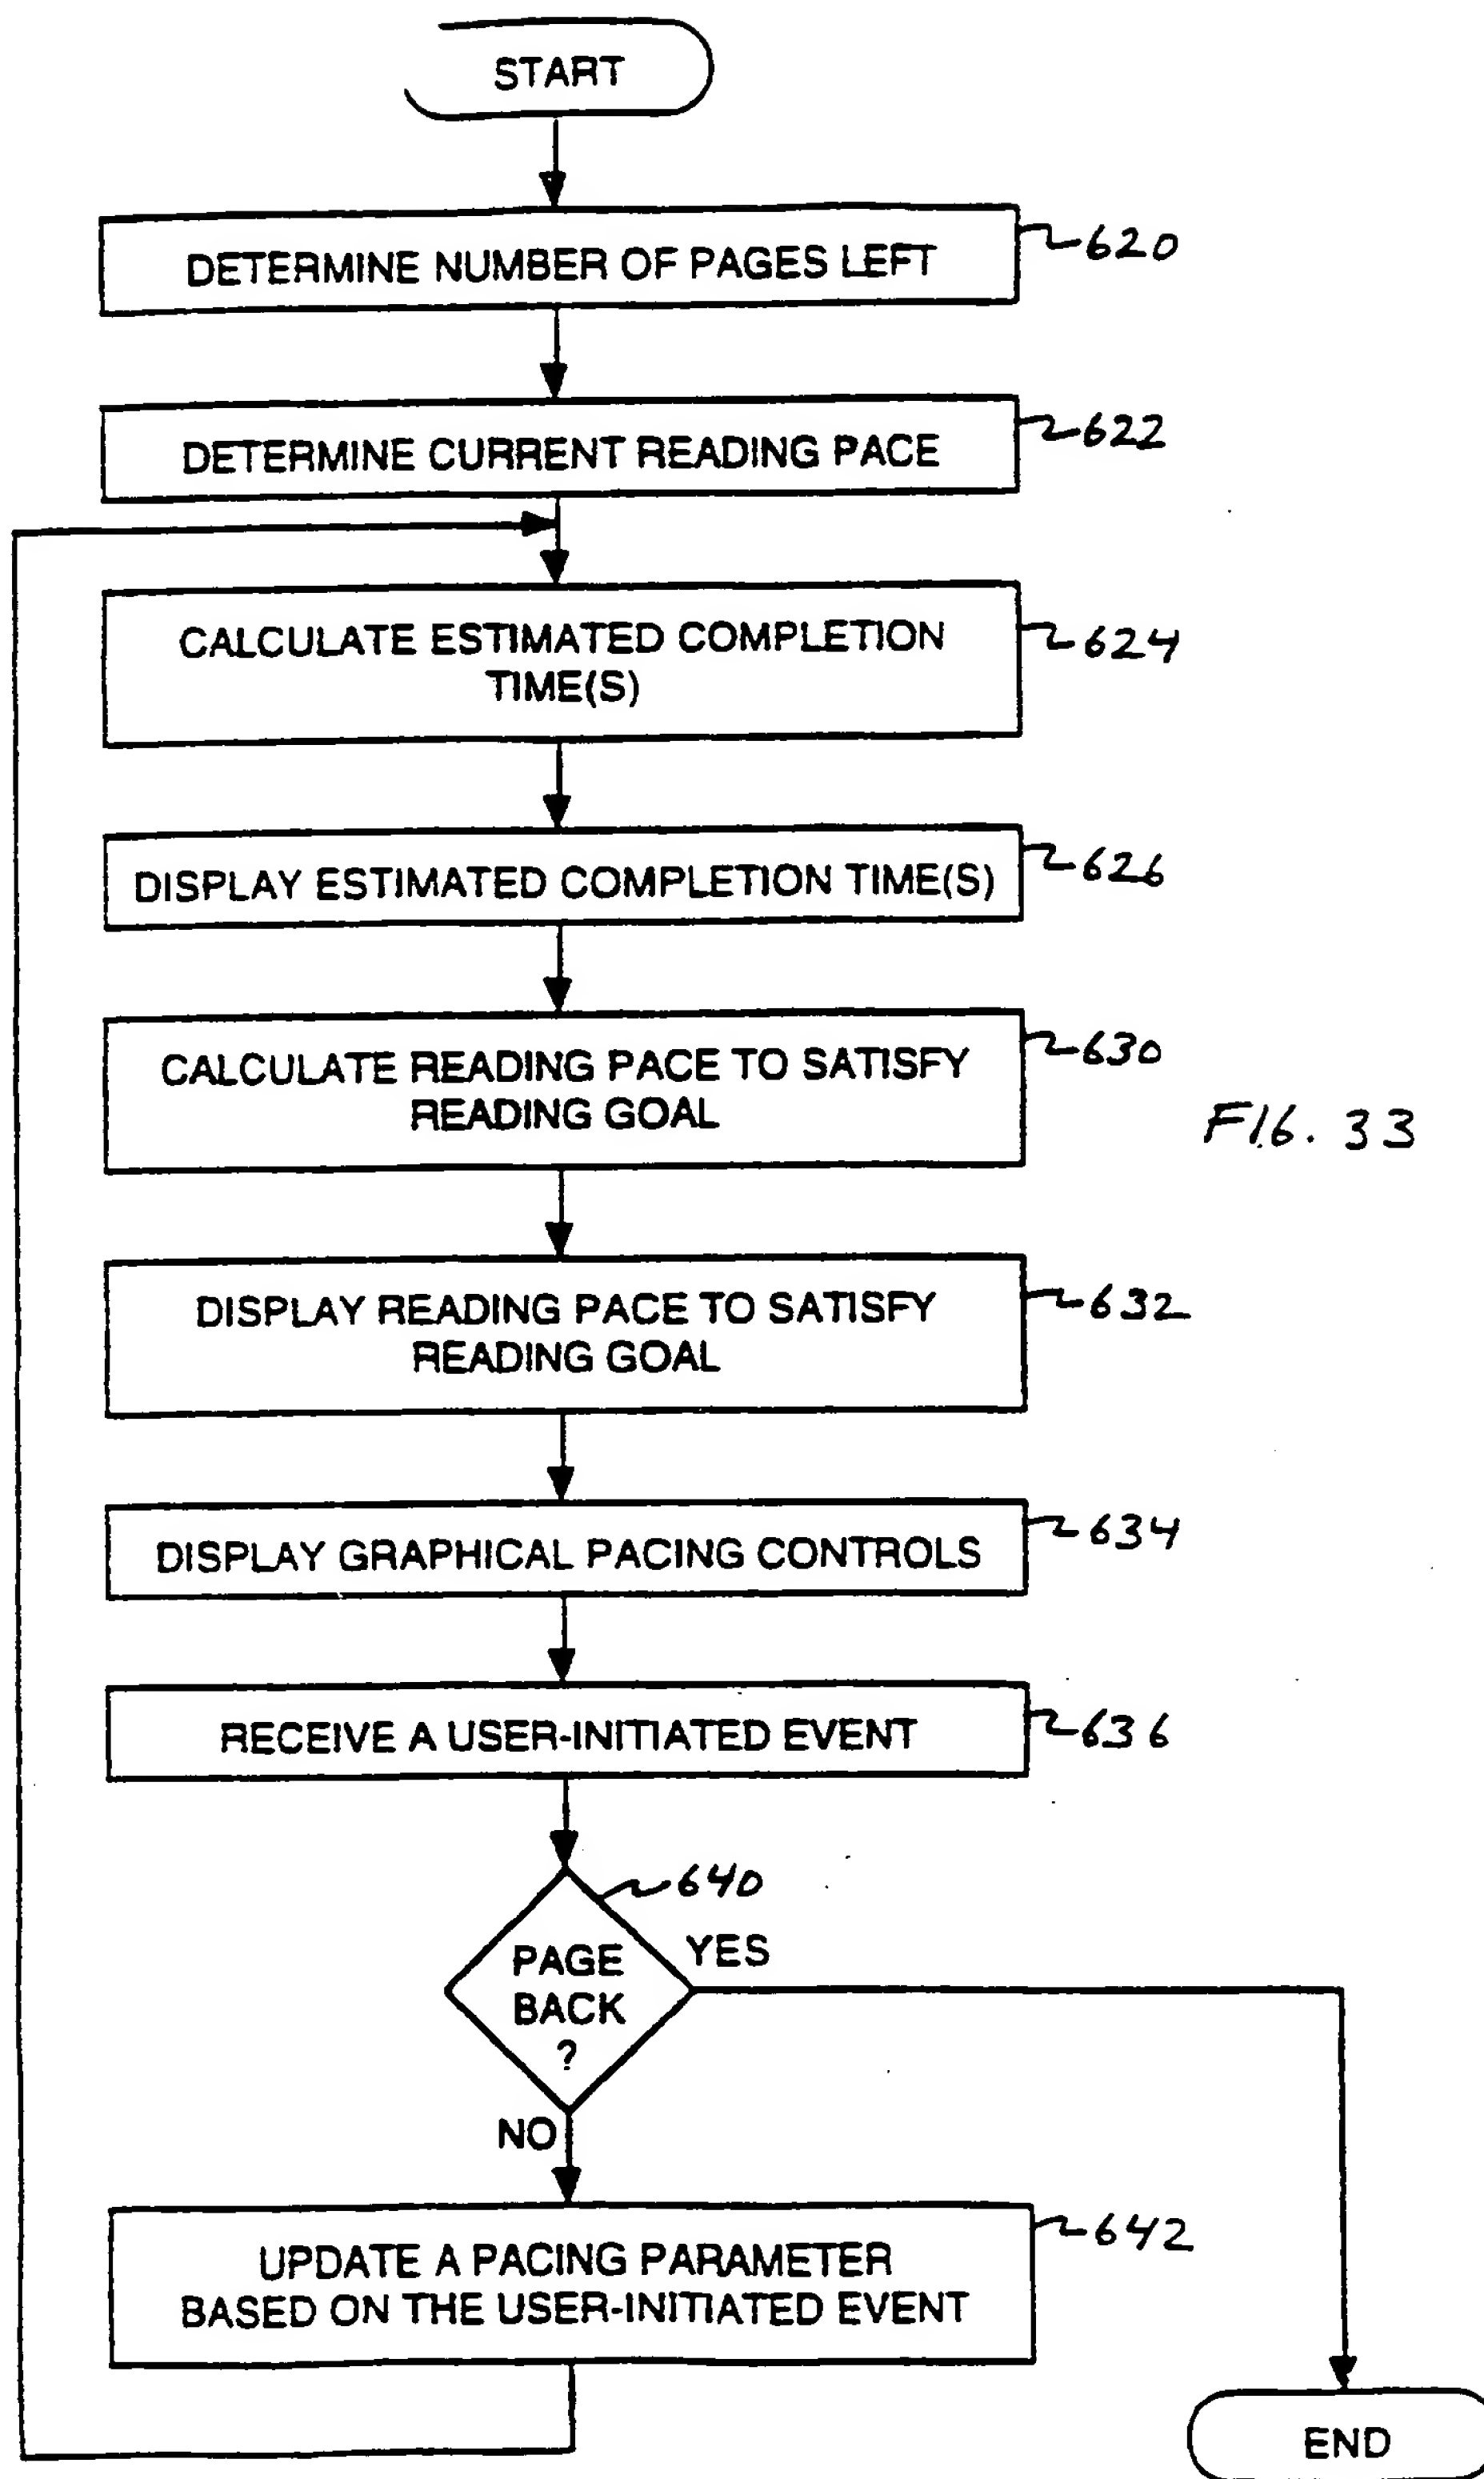 START
DETERMINE NUMBER OF PAGES LEFT
620
DETERMINE CURRENT READING PACE
622
CALCULATE ESTIMATED COMPLETION
TIME(S)
624
DISPLAY ESTIMATED COMPLETION TIME(S)
626
CALCULATE READING PACE TO SATISFY
READING GOAL
630
FIG. 33
DISPLAY READING PACE TO SATISFY
READING GOAL
632
DISPLAY GRAPHICAL PACING CONTROLS
634
RECEIVE A USER-INITIATED EVENT
636
640
PAGE
BACK
?
YES
NO
UPDATE A PACING PARAMETER
BASED ON THE USER-INITIATED EVENT
642
END